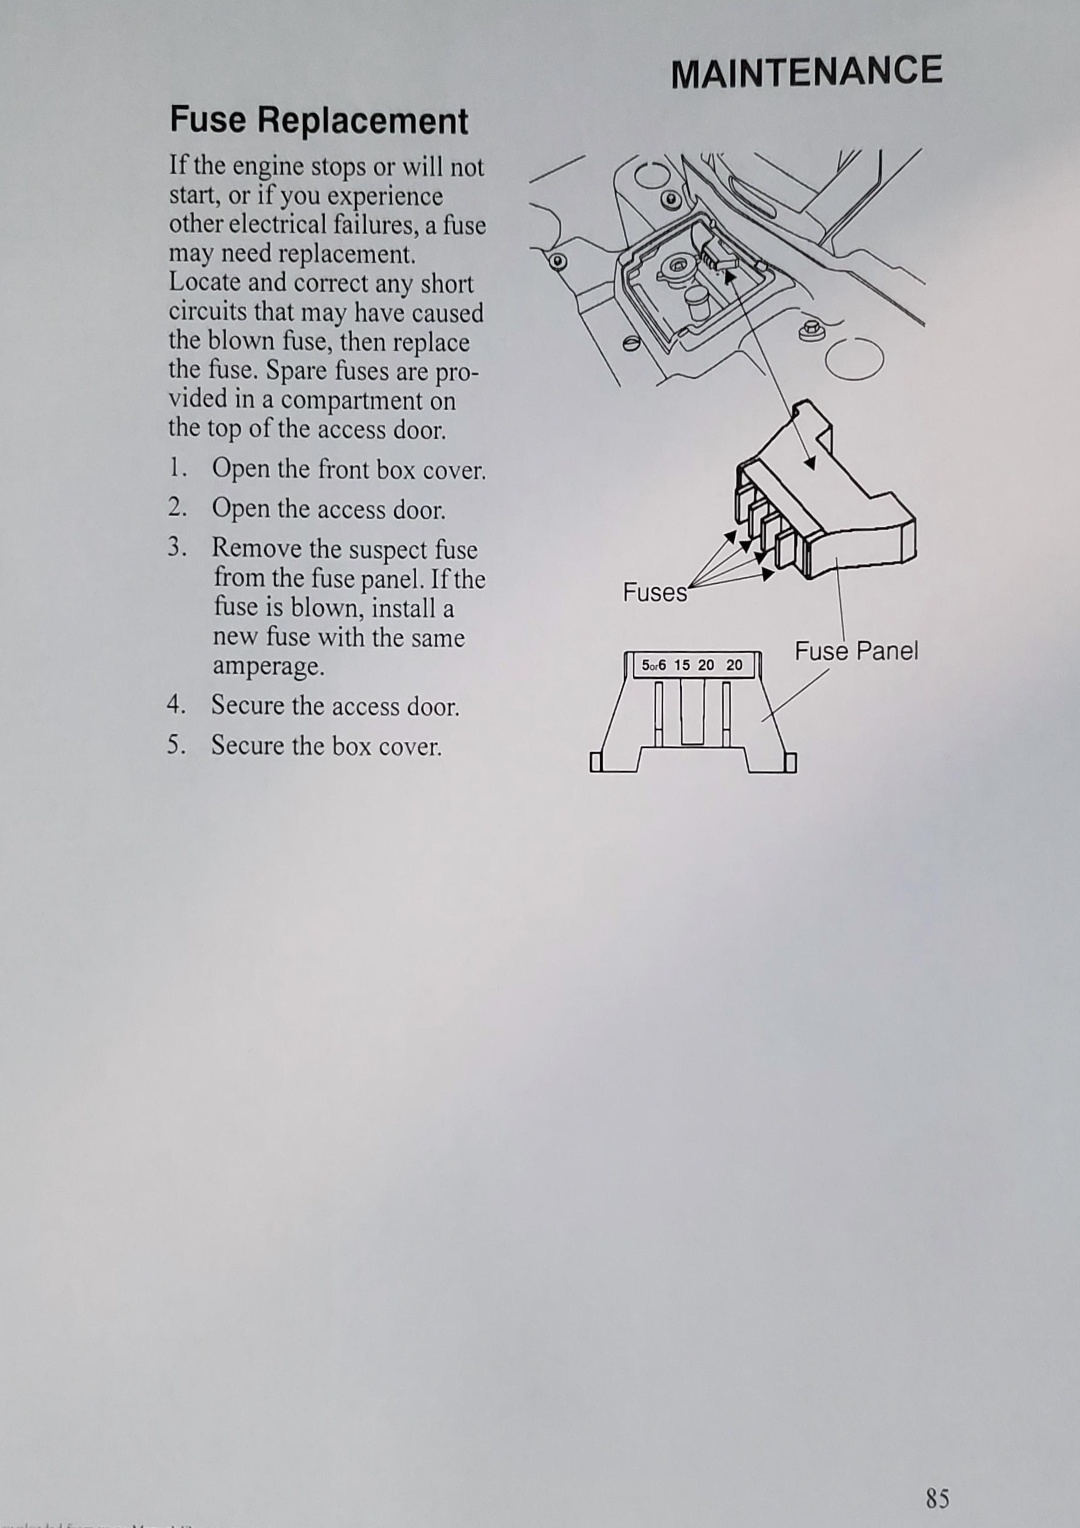 MAINTENANCE
Fuse Replacement
If the engine stops or will not
start, or if you experience
other electrical failures, a fuse
may need replacement.
Locate and correct any short
circuits that may have caused
the blown fuse, then replace
the fuse. Spare fuses are pro-
vided in a compartment on
the top of the access door.
1. Open the front box cover.
2. Open the access door.
3. Remove the suspect fuse
from the fuse panel. If the
fuse is blown, install a
new fuse with the same
amperage.
4. Secure the access door.
5. Secure the box cover.
Fuses
Fuse Panel
5or6 15 20 20
85